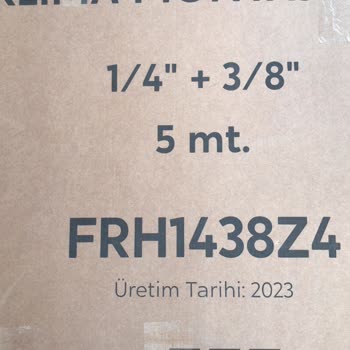 1/4" + 3/8"
5 mt.
FRH1438Z4
Üretim Tarihi: 2023